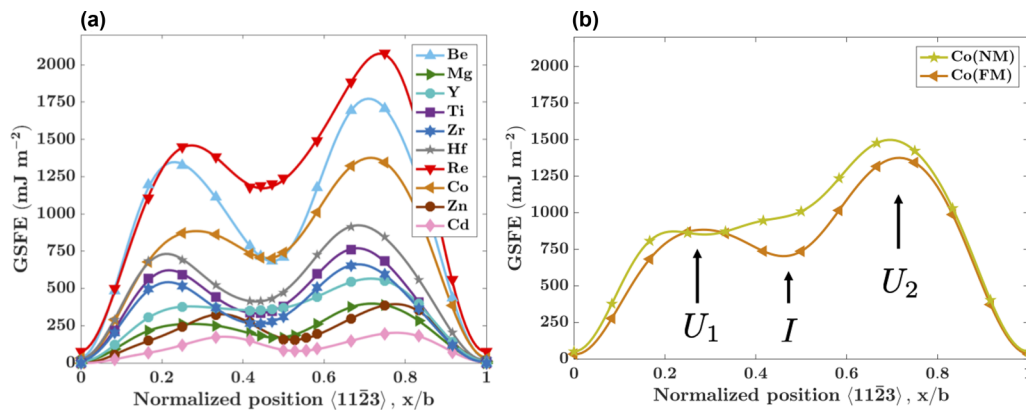 (a)
GSFE (mJ m⁻²)
2000
1750
1500
1250
1000
750
500
250
0
0
0.2
0.4
0.6
0.8
1
Normalized position ⟨112̄3⟩, x/b
Be
Mg
Y
Ti
Zr
Hf
Re
Co
Zn
Cd
(b)
GSFE (mJ m⁻²)
2000
1750
1500
1250
1000
750
500
250
0
0
0.2
0.4
0.6
0.8
1
Normalized position ⟨112̄3⟩, x/b
Co(NM)
Co(FM)
U₁
I
U₂